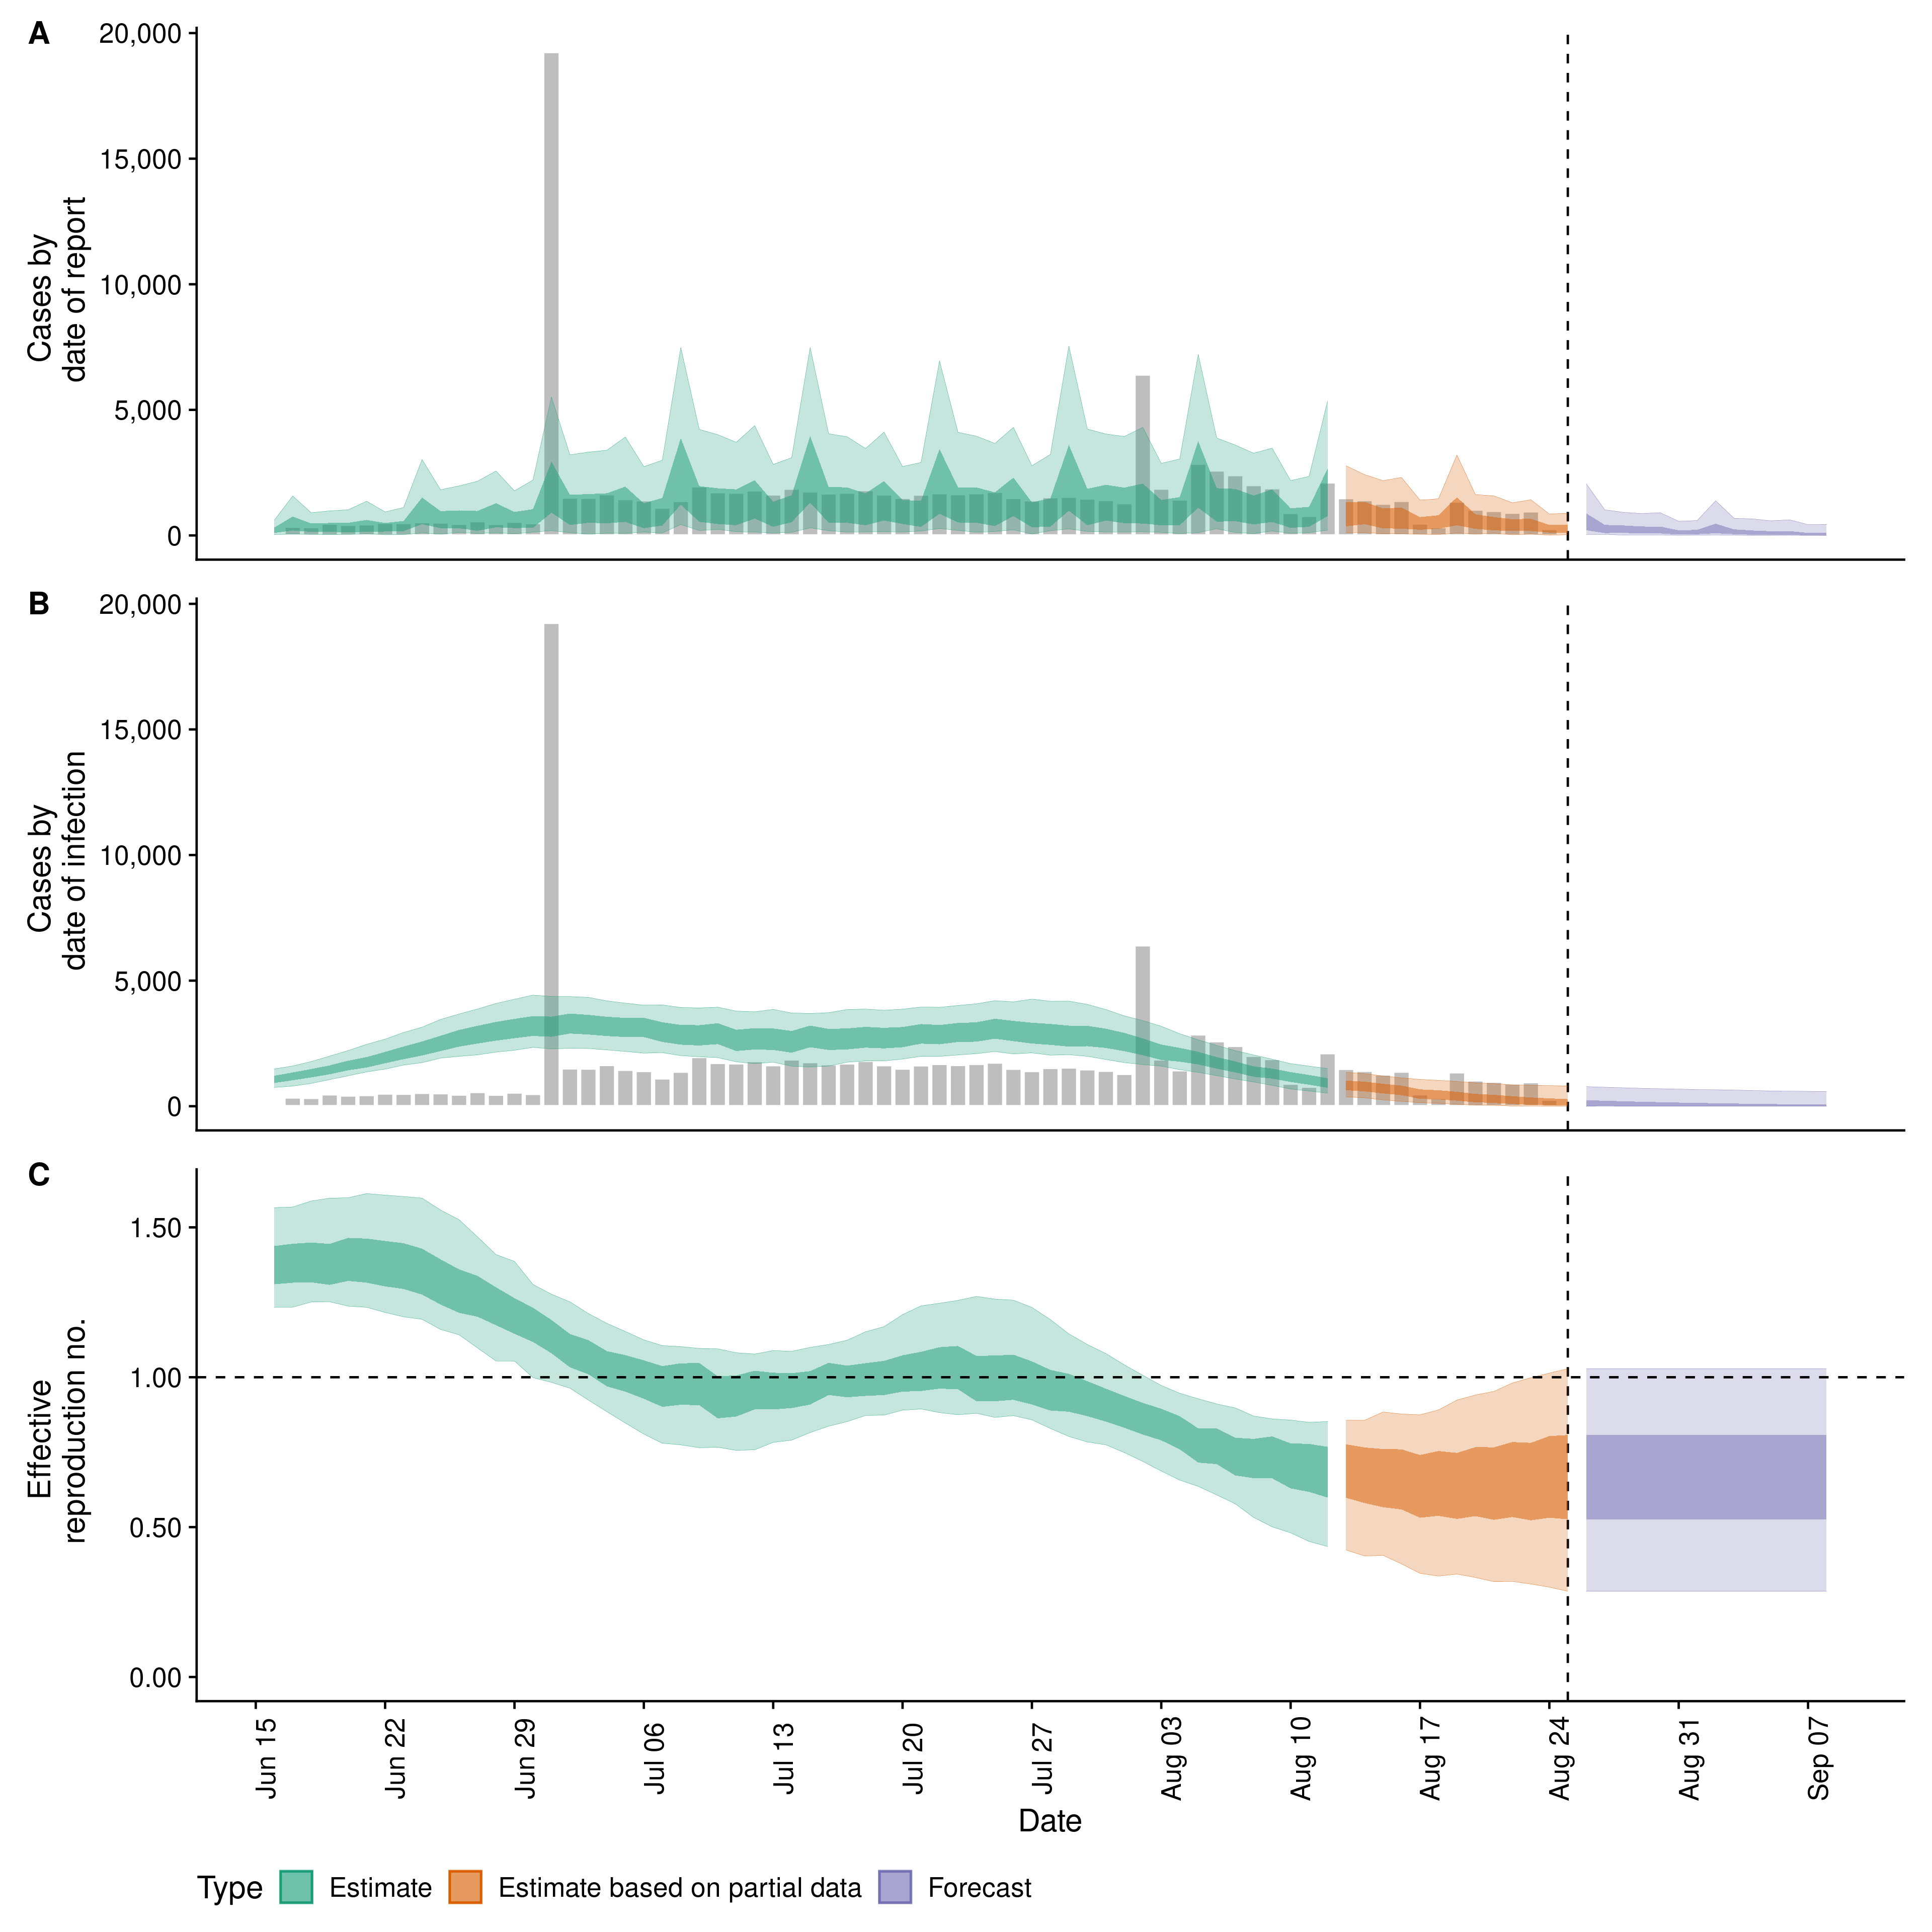 A
20,000
15,000
10,000
5,000
0
Cases by
date of report
B
20,000
15,000
10,000
5,000
0
Cases by
date of infection
C
1.50
1.00
0.50
0.00
Effective
reproduction no.
Jun 15
Jun 22
Jun 29
Jul 06
Jul 13
Jul 20
Jul 27
Aug 03
Aug 10
Aug 17
Aug 24
Aug 31
Sep 07
Date
Type
Estimate
Estimate based on partial data
Forecast